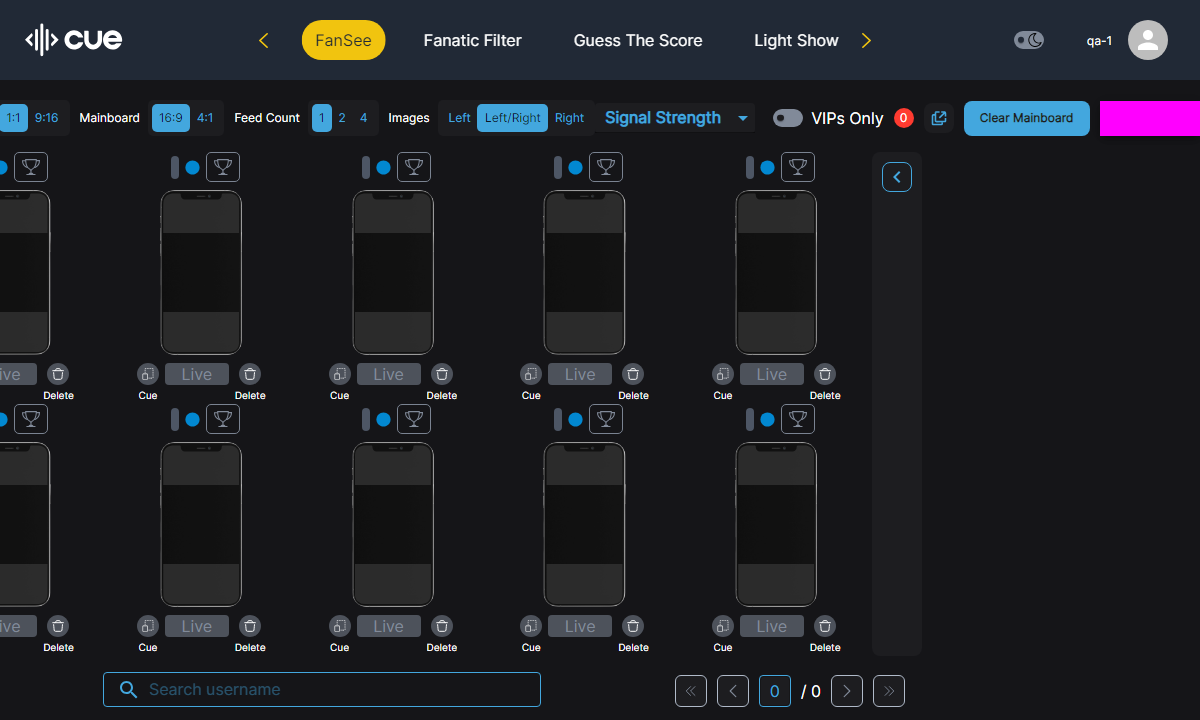 cue FanSee Fanatic Filter Guess The Score Light Show qa-1
1:1 9:16 Mainboard 16:9 4:1 Feed Count 1 2 4 Images Left Left/Right Right Signal Strength VIPs Only 0 Clear Mainboard
Live Live Live Live
Delete Cue Delete Cue Delete Cue Delete Cue Delete
Live Live Live Live
Delete Cue Delete Cue Delete Cue Delete Cue Delete
Search username 0 / 0